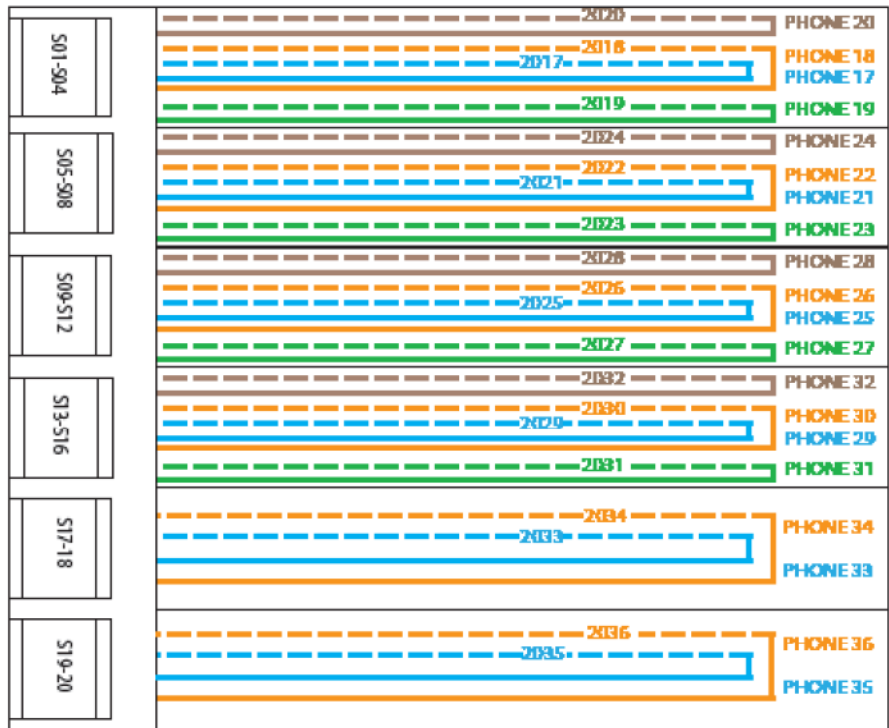 S01-S04
2020 PHONE 20
2018 PHONE 18
2017 PHONE 17
2019 PHONE 19
S05-S08
2024 PHONE 24
2022 PHONE 22
2021 PHONE 21
2023 PHONE 23
S09-S12
2028 PHONE 28
2026 PHONE 26
2025 PHONE 25
2027 PHONE 27
S13-S16
2032 PHONE 32
2030 PHONE 30
2029 PHONE 29
2031 PHONE 31
S17-18
2034 PHONE 34
2033 PHONE 33
S19-20
2036 PHONE 36
2035 PHONE 35